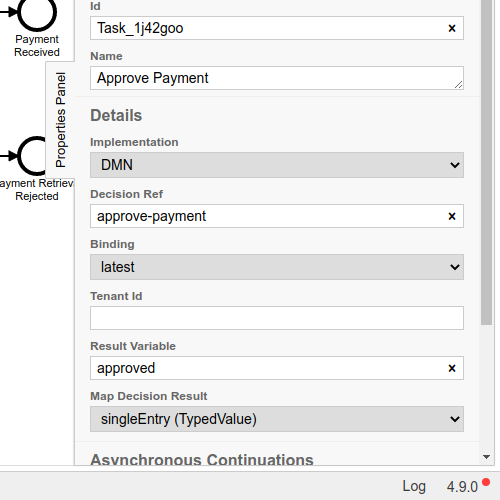 Payment
Received
ayment Retriev
Rejected
Properties Panel
Id
Task_1j42goo
Name
Approve Payment
Details
Implementation
DMN
Decision Ref
approve-payment
Binding
latest
Tenant Id
Result Variable
approved
Map Decision Result
singleEntry (TypedValue)
Asynchronous Continuations
Log 4.9.0